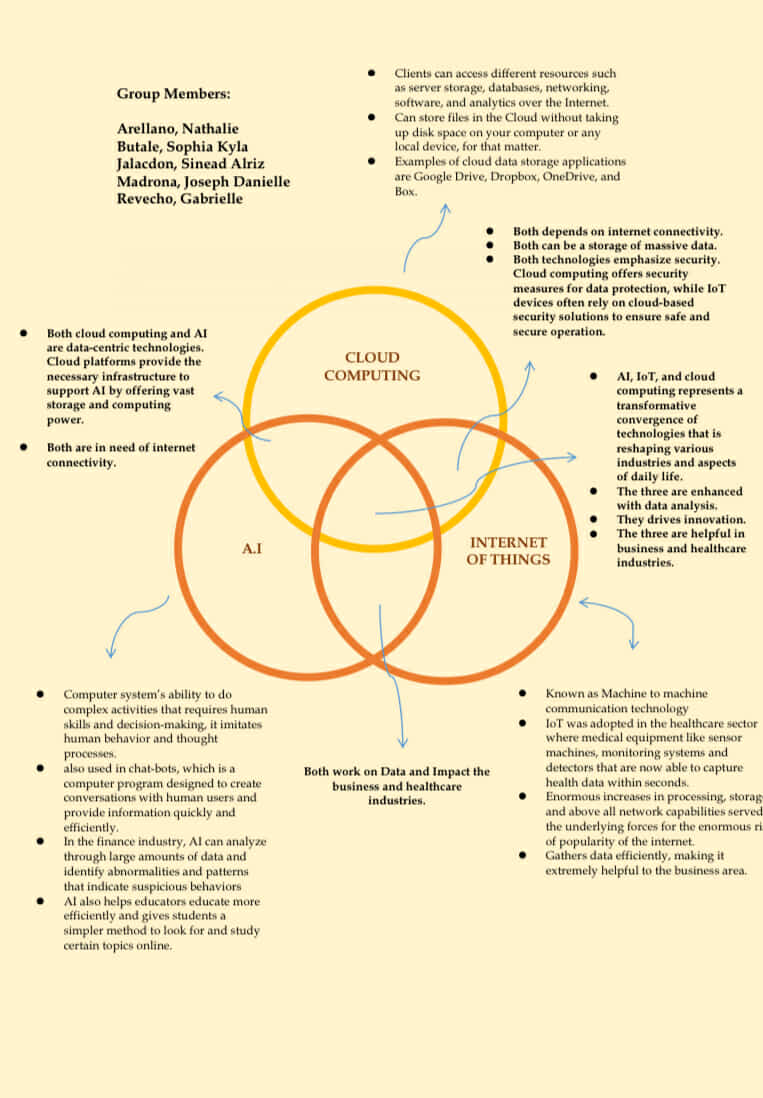 Group Members:
Arellano, Nathalie
Butale, Sophia Kyla
Jalacdon, Sinead Alriz
Madrona, Joseph Danielle
Revecho, Gabrielle
● Clients can access different resources such
as server storage, databases, networking,
software, and analytics over the Internet.
● Can store files in the Cloud without taking
up disk space on your computer or any
local device, for that matter.
● Examples of cloud data storage applications
are Google Drive, Dropbox, OneDrive, and
Box.
● Both depends on internet connectivity.
● Both can be a storage of massive data.
● Both technologies emphasize security.
Cloud computing offers security
measures for data protection, while IoT
devices often rely on cloud-based
security solutions to ensure safe and
secure operation.
● Both cloud computing and AI
are data-centric technologies.
Cloud platforms provide the
necessary infrastructure to
support AI by offering vast
storage and computing
power.
● Both are in need of internet
connectivity.
CLOUD
COMPUTING
● AI, IoT, and cloud
computing represents a
transformative
convergence of
technologies that is
reshaping various
industries and aspects
of daily life.
● The three are enhanced
with data analysis.
● They drives innovation.
● The three are helpful in
business and healthcare
industries.
A.I
INTERNET
OF THINGS
● Computer system's ability to do
complex activities that requires human
skills and decision-making, it imitates
human behavior and thought
processes.
● also used in chat-bots, which is a
computer program designed to create
conversations with human users and
provide information quickly and
efficiently.
● In the finance industry, AI can analyze
through large amounts of data and
identify abnormalities and patterns
that indicate suspicious behaviors
● AI also helps educators educate more
efficiently and gives students a
simpler method to look for and study
certain topics online.
Both work on Data and Impact the
business and healthcare
industries.
● Known as Machine to machine
communication technology
● IoT was adopted in the healthcare sector
where medical equipment like sensor
machines, monitoring systems and
detectors that are now able to capture
health data within seconds.
● Enormous increases in processing, storag
and above all network capabilities served
the underlying forces for the enormous ri
of popularity of the internet.
● Gathers data efficiently, making it
extremely helpful to the business area.